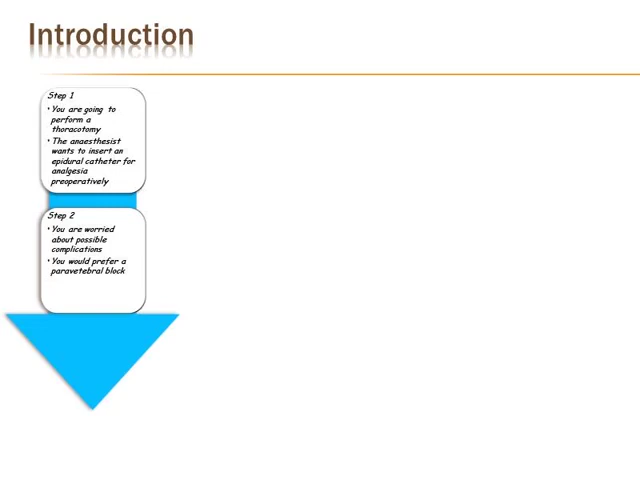 Introduction
Step 1
• You are going to
perform a
thoracotomy
• The anaesthesist
wants to insert an
epidural catheter for
analgesia
preoperatively
Step 2
• You are worried
about possible
complications
• You would prefer a
paravetebral block